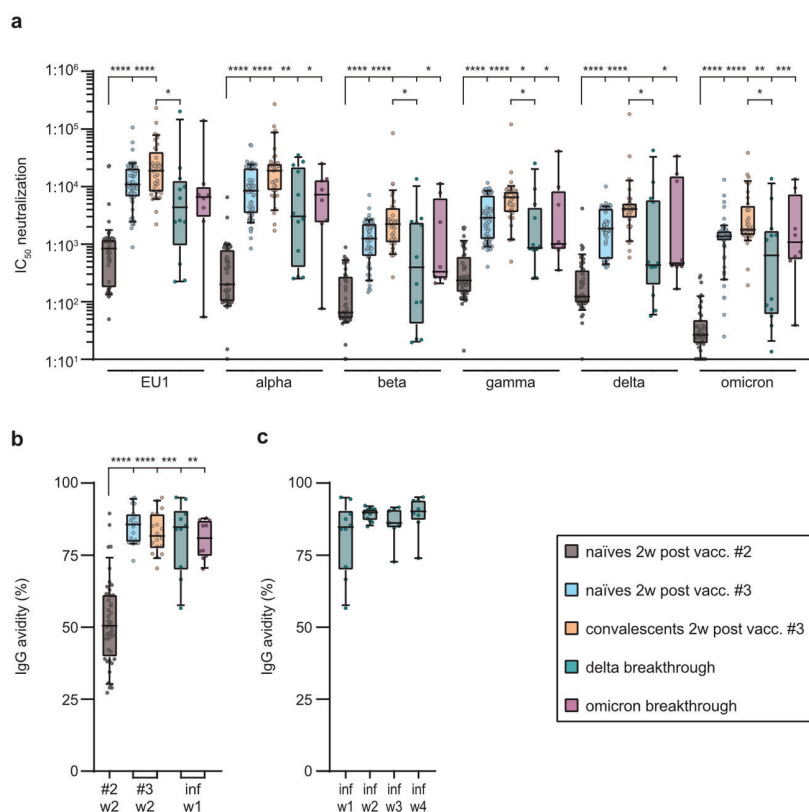 a
**** **** **** **** ** * **** **** * **** **** * * **** **** * **** **** ** ***
* * * * *
1:10⁶
1:10⁵
1:10⁴
1:10³
1:10²
1:10¹
IC₅₀ neutralization
EU1 alpha beta gamma delta omicron
b
**** **** *** **
100
75
50
25
0
IgG avidity (%)
#2 #3 inf
w2 w2 w1
c
100
75
50
25
0
IgG avidity (%)
inf inf inf inf
w1 w2 w3 w4
naïves 2w post vacc. #2
naïves 2w post vacc. #3
convalescents 2w post vacc. #3
delta breakthrough
omicron breakthrough